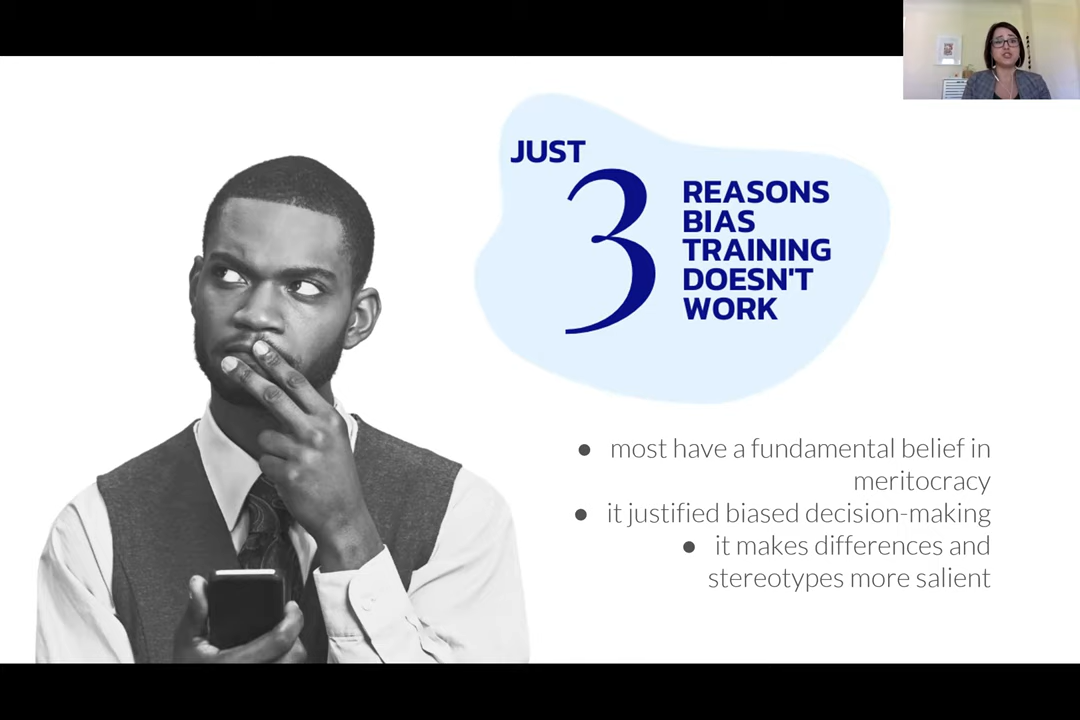 JUST
3
REASONS
BIAS
TRAINING
DOESN'T
WORK
● most have a fundamental belief in
meritocracy
● it justified biased decision-making
● it makes differences and
stereotypes more salient